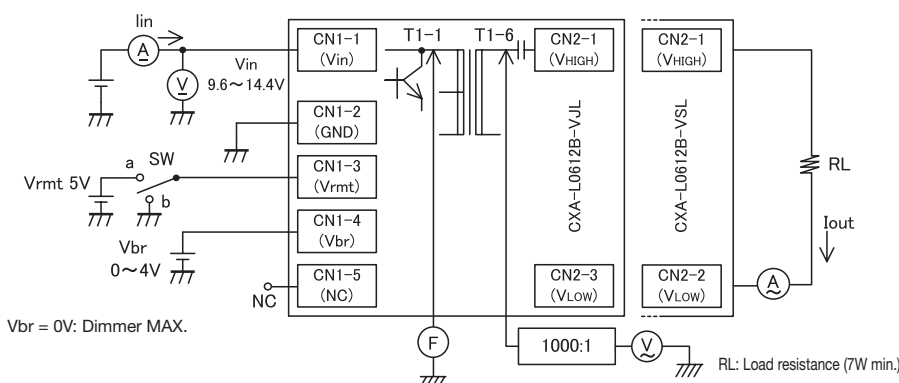 Iin
A
V
Vin
9.6～14.4V
CN1-1
(Vin)
T1-1
T1-6
CN2-1
(VHIGH)
CN2-1
(VHIGH)
CN1-2
(GND)
SW
a
b
Vrmt 5V
CN1-3
(Vrmt)
CXA-L0612B-VJL
CXA-L0612B-VSL
RL
Iout
CN1-4
(Vbr)
Vbr
0～4V
CN1-5
(NC)
NC
CN2-3
(VLOW)
CN2-2
(VLOW)
A
Vbr = 0V: Dimmer MAX.
F
1000:1
V
RL: Load resistance (7W min.)